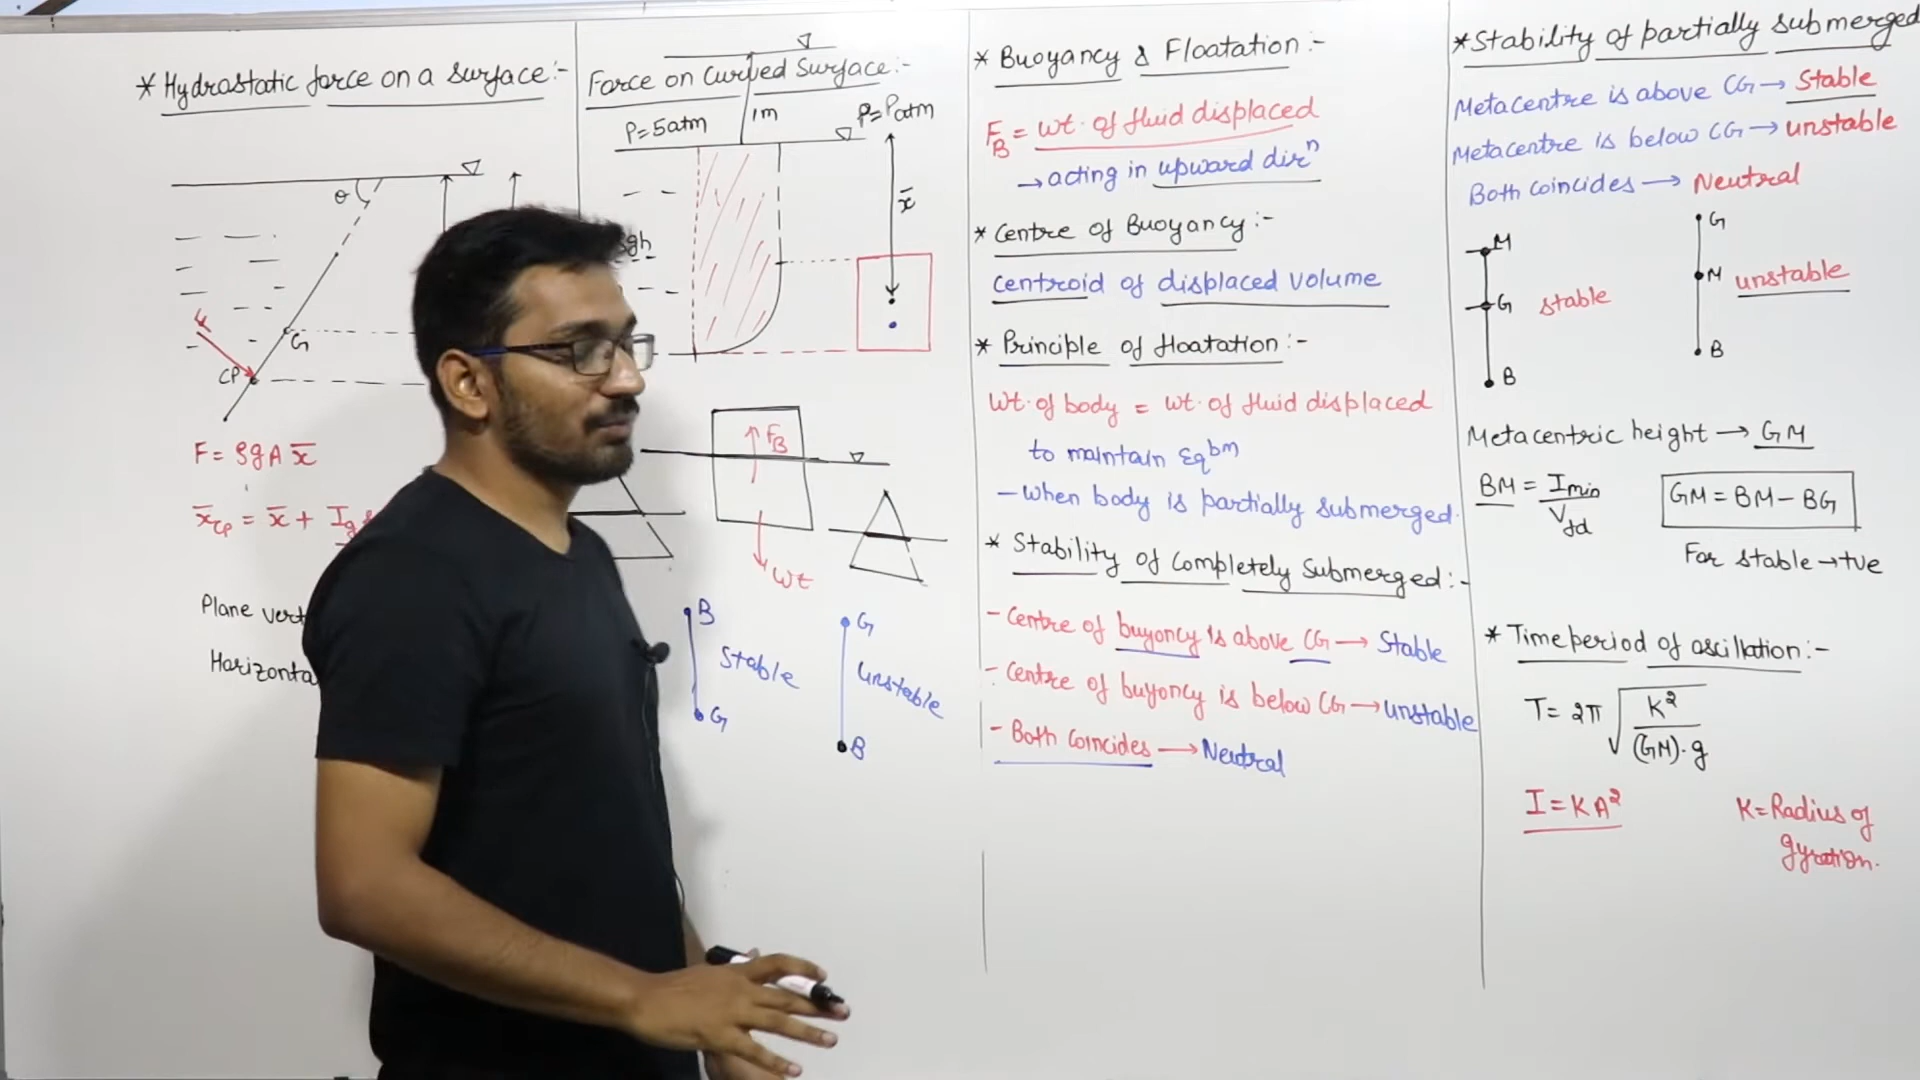 * Hydrostatic force on a surface:-
θ
G
CP
F = ρgA x̄
x̄cp = x̄ + Ig
Plane vert
Horizonta
Force on Curved Surface:-
P=5atm
1m
P=Patm
ρgh
x̄
FB
Wt
B
Stable
G
G
Unstable
B
* Buoyancy & Floatation:-
FB = wt. of fluid displaced
→ acting in upward dirⁿ
* Centre of Buoyancy:-
centroid of displaced volume
* Principle of floatation:-
Wt. of body = wt. of fluid displaced
to maintain Eqbm
- When body is partially submerged.
* Stability of Completely Submerged:-
- Centre of buyoncy is above CG → Stable
- Centre of buyoncy is below CG → unstable
- Both Coincides → Neutral
* Stability of partially submerged
Metacentre is above CG → Stable
Metacentre is below CG → unstable
Both coincides → Neutral
M
G
stable
B
G
M
unstable
B
Metacentric height → GM
BM = Imin / Vfd
GM = BM - BG
For stable → +ve
* Time period of oscillation:-
T = 2π √(K² / (GM).g)
I = KA²
K = Radius of
gyration.